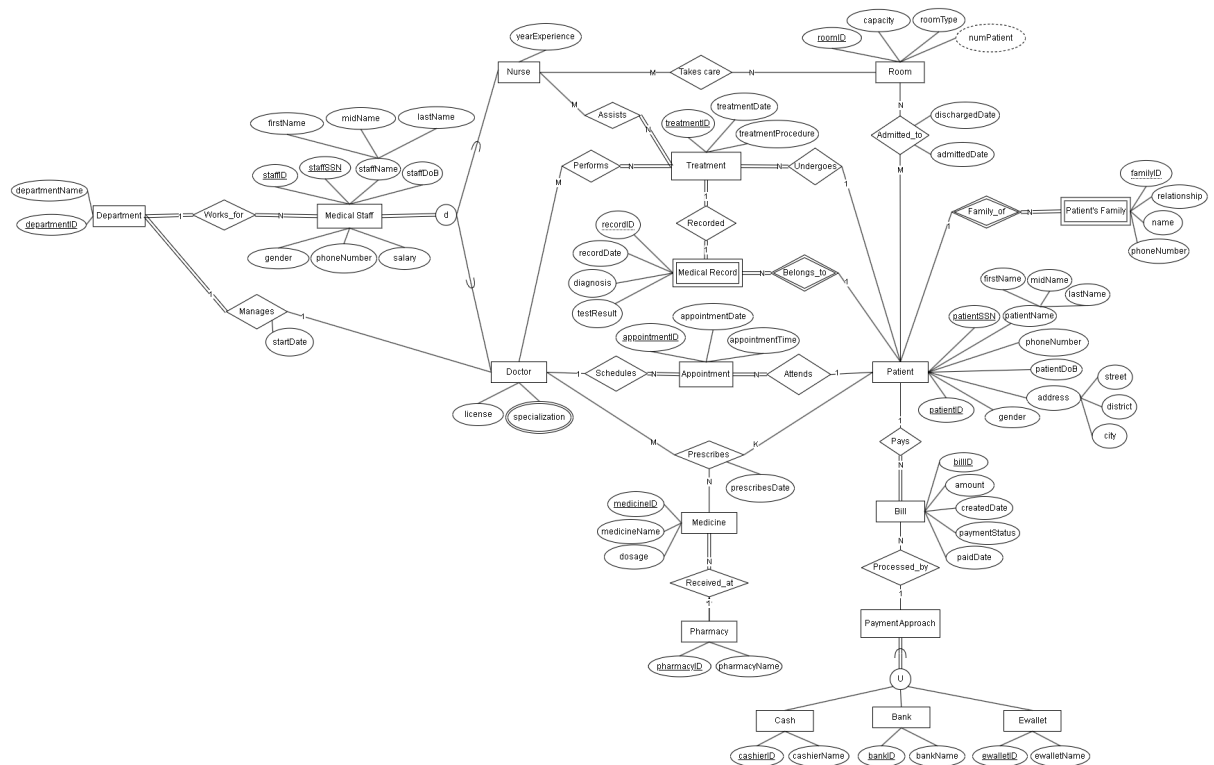 yearExperience
Nurse
M
Takes care
N
roomID
capacity
roomType
numPatient
Room
N
Admitted_to
dischargedDate
admittedDate
M
M
Assists
N
treatmentID
treatmentDate
treatmentProcedure
Treatment
Performs
N
M
N
Undergoes
1
firstName
midName
lastName
staffID
staffSSN
staffName
staffDoB
Medical Staff
gender
phoneNumber
salary
d
departmentName
departmentID
Department
1
Works_for
N
1
Manages
1
startDate
1
Recorded
1
recordID
recordDate
diagnosis
testResult
Medical Record
N
Belongs_to
1
1
Family_of
N
Patient's Family
familyID
relationship
name
phoneNumber
appointmentID
appointmentDate
appointmentTime
Doctor
1
Schedules
N
Appointment
N
Attends
1
Patient
license
specialization
firstName
midName
lastName
patientSSN
patientName
phoneNumber
patientDoB
address
street
district
city
gender
patientID
M
Prescribes
K
prescribesDate
N
medicineID
medicineName
dosage
Medicine
N
Received_at
1
Pharmacy
pharmacyID
pharmacyName
1
Pays
N
Bill
billID
amount
createdDate
paymentStatus
paidDate
N
Processed_by
1
Payment Approach
U
Cash
cashierID
cashierName
Bank
bankID
bankName
Ewallet
ewalletID
ewalletName